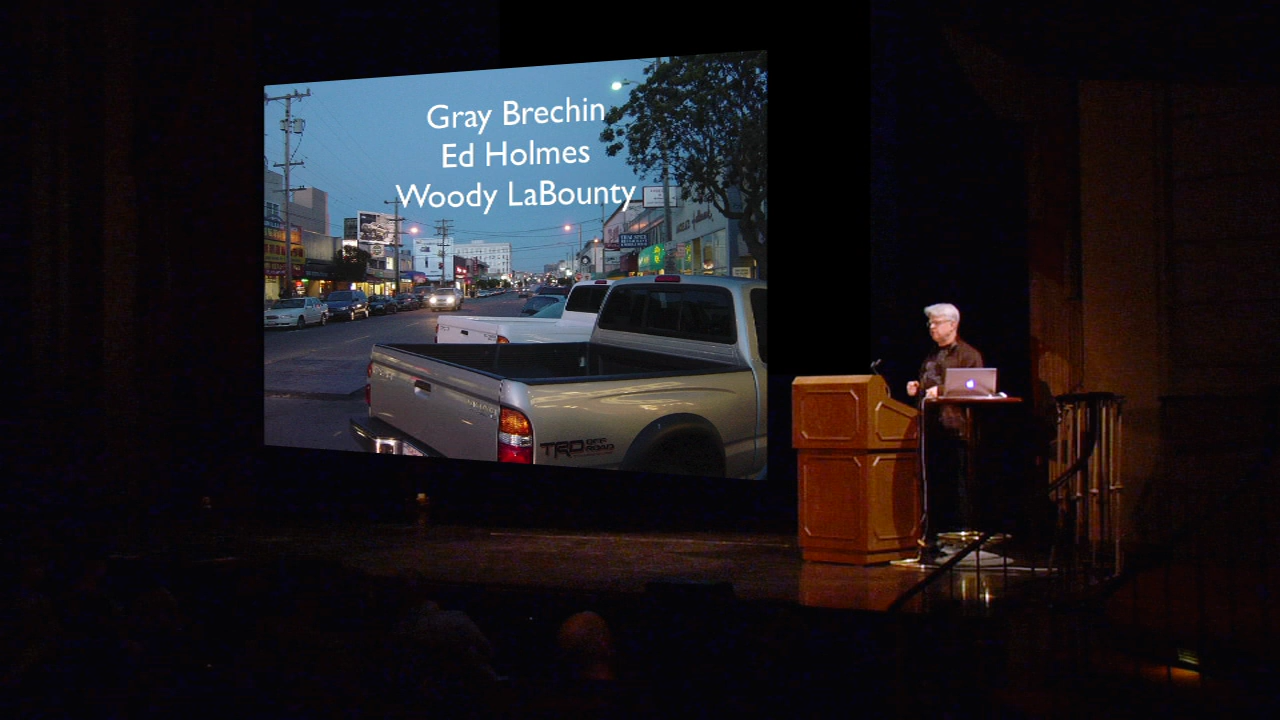 Gray Brechin
Ed Holmes
Woody LaBounty
TRD OFF
ROAD